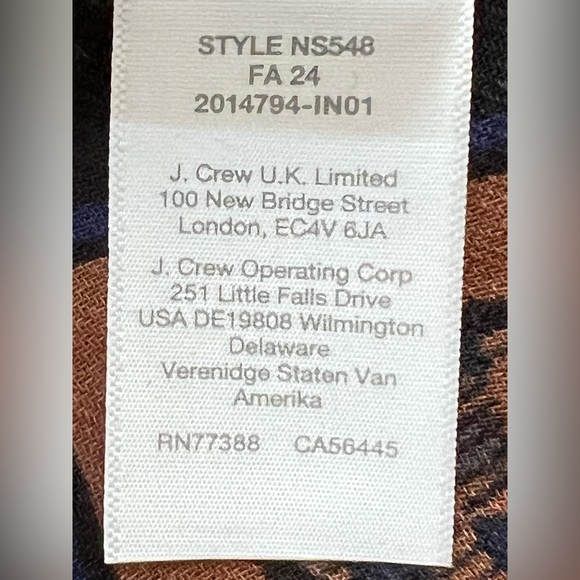 STYLE NS548
FA 24
2014794-IN01
J. Crew U.K. Limited
100 New Bridge Street
London, EC4V 6JA
J. Crew Operating Corp
251 Little Falls Drive
USA DE19808 Wilmington
Delaware
Verenidge Staten Van
Amerika
RN77388 CA56445